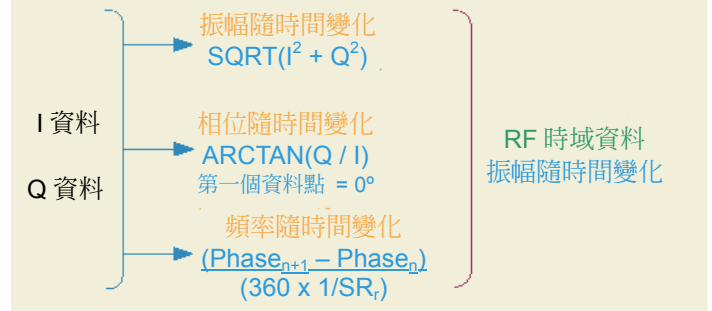 振幅隨時間變化
SQRT(I² + Q²)
I 資料
Q 資料
相位隨時間變化
ARCTAN(Q / I)
第一個資料點 = 0º
頻率隨時間變化
(Phaseₙ₊₁ – Phaseₙ)
(360 x 1/SRᵣ)
RF 時域資料
振幅隨時間變化